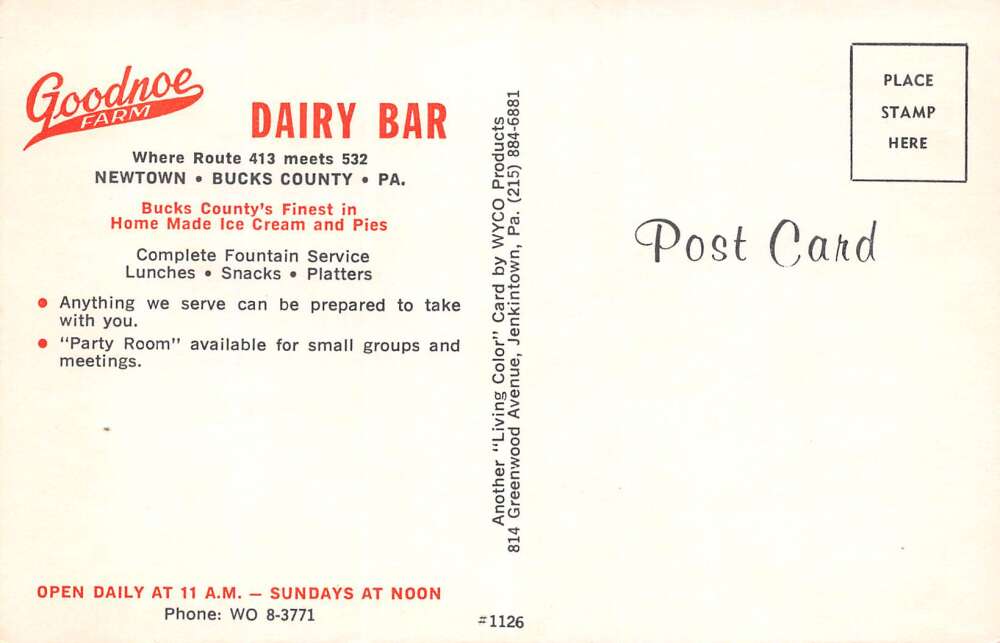 Goodnoe
FARM
DAIRY BAR
Where Route 413 meets 532
NEWTOWN • BUCKS COUNTY • PA.
Bucks County's Finest in
Home Made Ice Cream and Pies
Complete Fountain Service
Lunches • Snacks • Platters
• Anything we serve can be prepared to take
with you.
• "Party Room" available for small groups and
meetings.
OPEN DAILY AT 11 A.M. — SUNDAYS AT NOON
Phone: WO 8-3771
Another "Living Color" Card by WYCO Products
814 Greenwood Avenue, Jenkintown, Pa. (215) 884-6881
#1126
PLACE
STAMP
HERE
Post Card